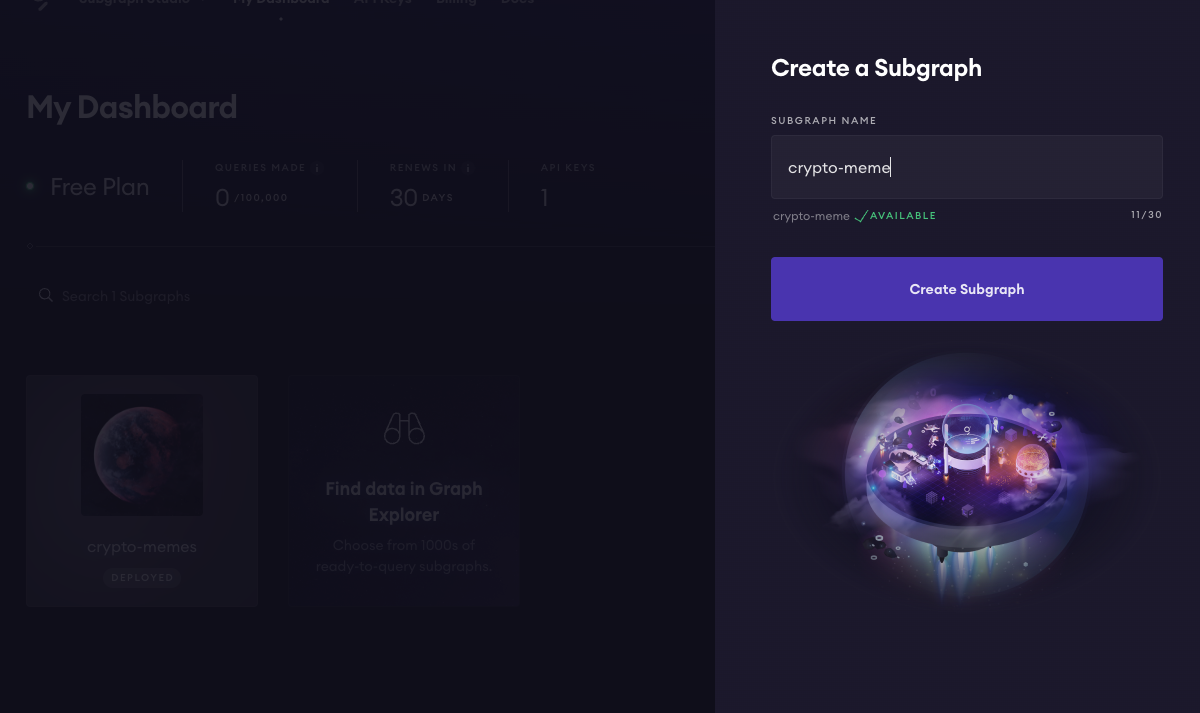 Subgraph Studio My Dashboard API Keys Billing Docs
My Dashboard
Free Plan
QUERIES MADE i
0 /100,000
RENEWS IN i
30 DAYS
API KEYS
1
Search 1 Subgraphs
crypto-memes
DEPLOYED
Find data in Graph
Explorer
Choose from 1000s of
ready-to-query subgraphs.
Create a Subgraph
SUBGRAPH NAME
crypto-meme
crypto-meme AVAILABLE 11/30
Create Subgraph